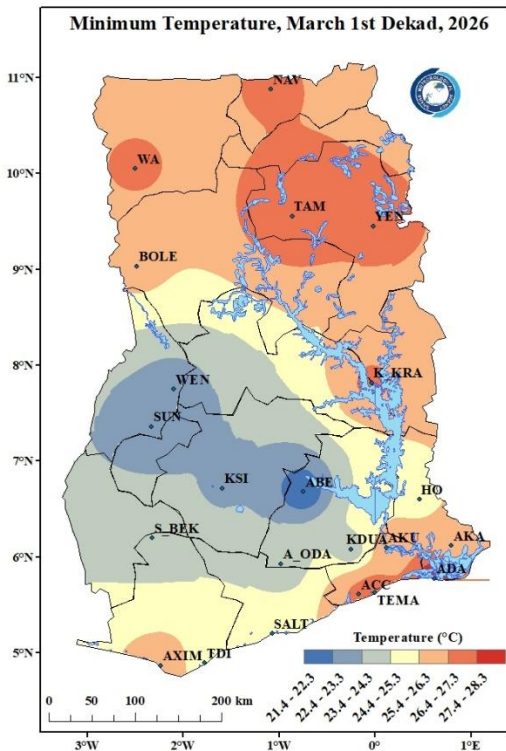 Minimum Temperature, March 1st Dekad, 2026
11°N
10°N
9°N
8°N
7°N
6°N
5°N
NAV
WA
TAM
YEN
BOLE
K_KRA
WEN
SUN
KSI
ABE
HO
S_BEK
KDUA
AKU
AKA
A_ODA
ADA
ACC
TEMA
SALT
AXIM
TDI
Temperature (°C)
21.4 - 22.3
22.4 - 23.3
23.4 - 24.3
24.4 - 25.3
25.4 - 26.3
26.4 - 27.3
27.4 - 28.3
0 50 100 200 km
3°W 2°W 1°W 0° 1°E